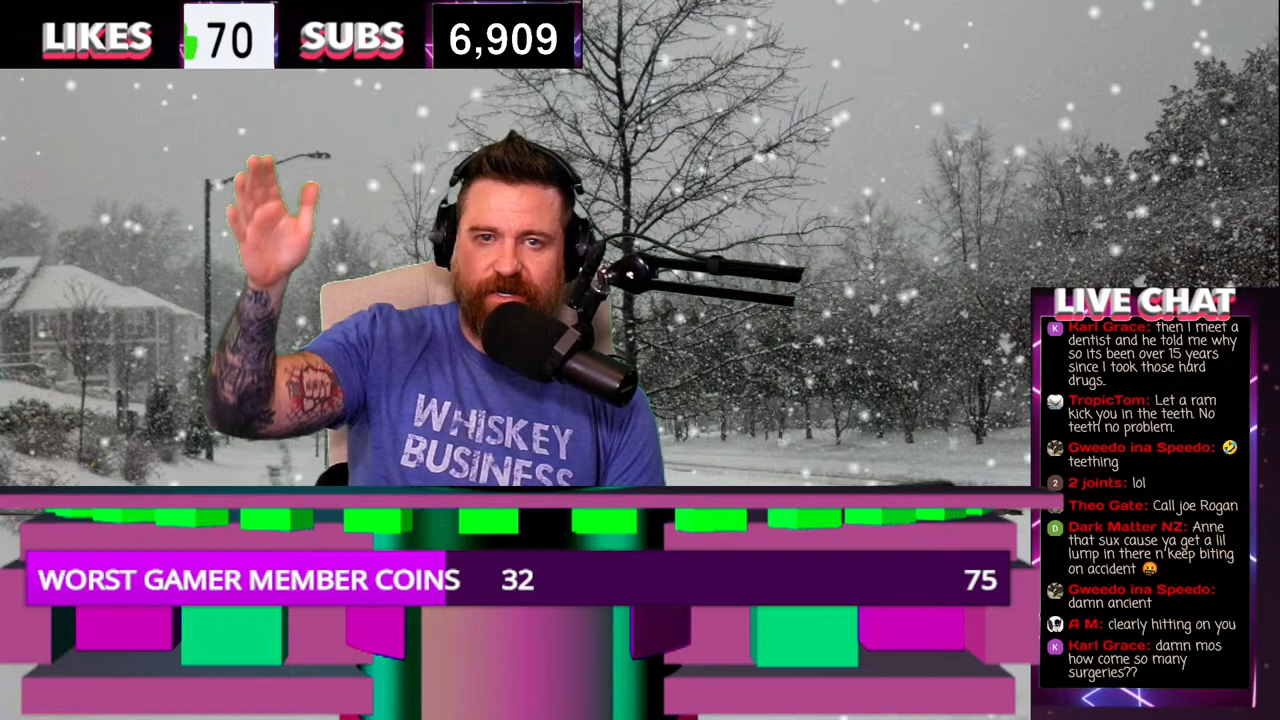 LIKES 70 SUBS 6,909
WHISKEY
BUSINESS
LIVE CHAT
K Karl Grace: then I meet a
dentist and he told me why
so its been over 15 years
since I took those hard
drugs..
TropicTom: Let a ram
kick you in the teeth. No
teeth no problem.
Gweedo ina Speedo: 🤣
teething
2 2 joints: lol
Theo Gate: Call joe Rogan
D Dark Matter NZ: Anne
that sux cause ya get a lil
lump in there n keep biting
on accident 🤬
Gweedo ina Speedo:
damn ancient
A M: clearly hitting on you
K Karl Grace: damn mos
how come so many
surgeries??
WORST GAMER MEMBER COINS 32 75